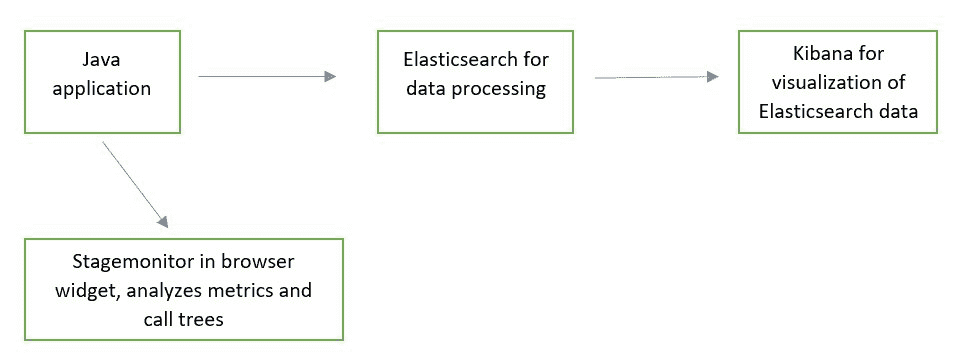 Java
application
Elasticsearch for
data processing
Kibana for
visualization of
Elasticsearch data
Stagemonitor in browser
widget, analyzes metrics and
call trees